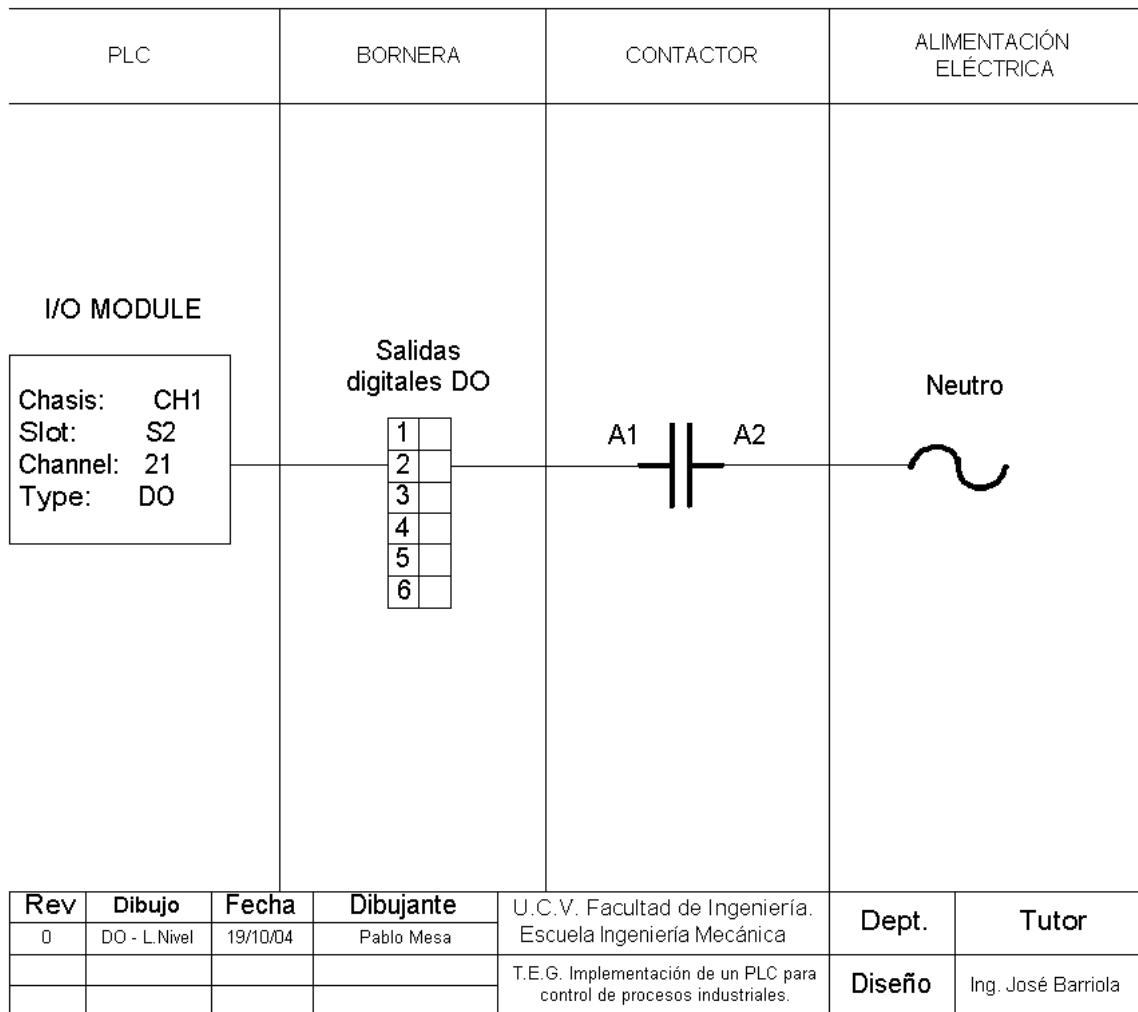 PLC
BORNERA
CONTACTOR
ALIMENTACIÓN
ELÉCTRICA
I/O MODULE
Chasis: CH1
Slot: S2
Channel: 21
Type: DO
Salidas
digitales DO
1
2
3
4
5
6
A1
A2
Neutro
Rev Dibujo Fecha Dibujante
0 DO - L.Nivel 19/10/04 Pablo Mesa
U.C.V. Facultad de Ingeniería.
Escuela Ingeniería Mecánica
T.E.G. Implementación de un PLC para
control de procesos industriales.
Dept. Tutor
Diseño Ing. José Barriola